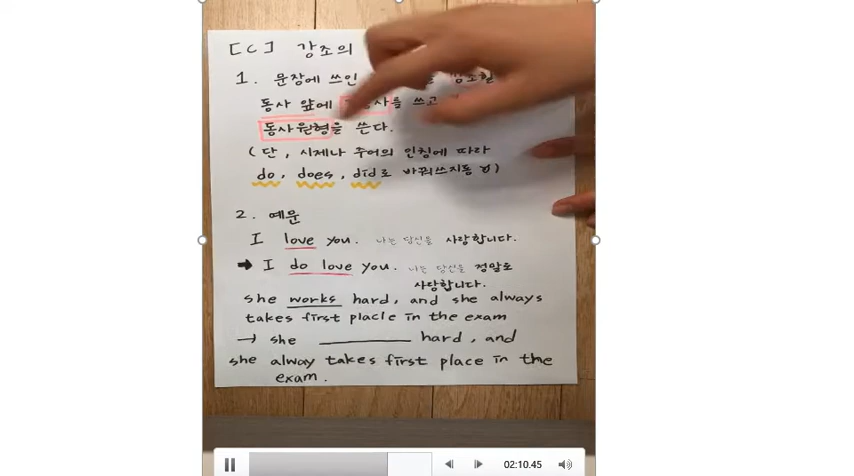 [C] 강조의
1. 문장에 쓰인 강조할
동사 앞에 를 쓰고
동사원형을 쓴다.
(단, 시제나 주어의 인칭에 따라
do, does, did로 바꿔쓰지롱)
2. 예문
I love you. 나는 당신을 사랑합니다.
➡ I do love you. 나는 당신을 정말로
사랑합니다.
she works hard, and she always
takes first placle in the exam
→ she ________ hard, and
she alway takes first place in the
exam.
02:10.45